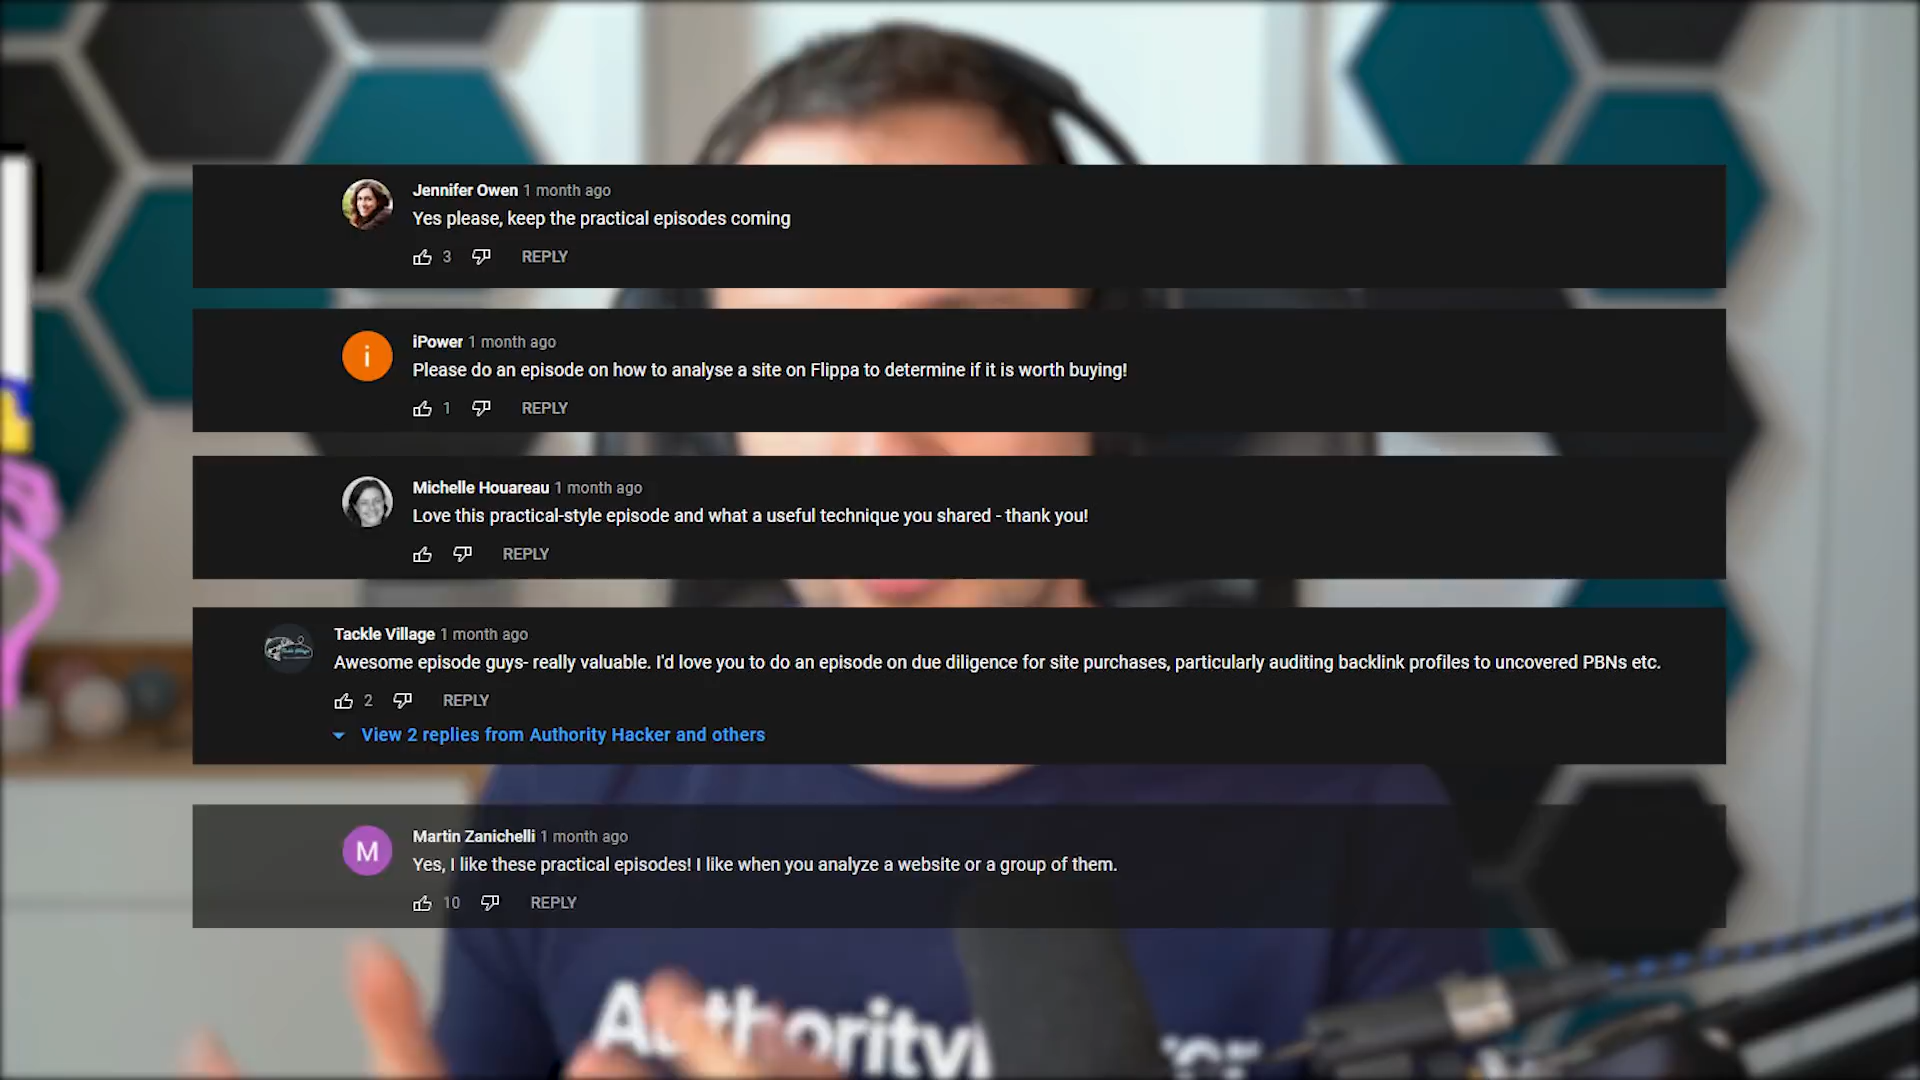 Jennifer Owen 1 month ago
Yes please, keep the practical episodes coming
3 REPLY
i
iPower 1 month ago
Please do an episode on how to analyse a site on Flippa to determine if it is worth buying!
1 REPLY
Michelle Houareau 1 month ago
Love this practical-style episode and what a useful technique you shared - thank you!
REPLY
Tackle Village 1 month ago
Awesome episode guys- really valuable. I'd love you to do an episode on due diligence for site purchases, particularly auditing backlink profiles to uncovered PBNs etc.
2 REPLY
View 2 replies from Authority Hacker and others
M
Martin Zanichelli 1 month ago
Yes, I like these practical episodes! I like when you analyze a website or a group of them.
10 REPLY
Authority